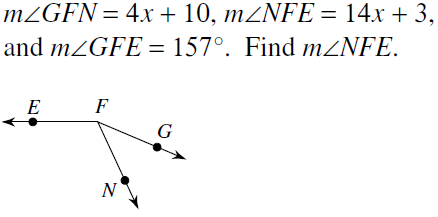 m∠GFN = 4x + 10, m∠NFE = 14x + 3,
and m∠GFE = 157°. Find m∠NFE.
E
F
G
N